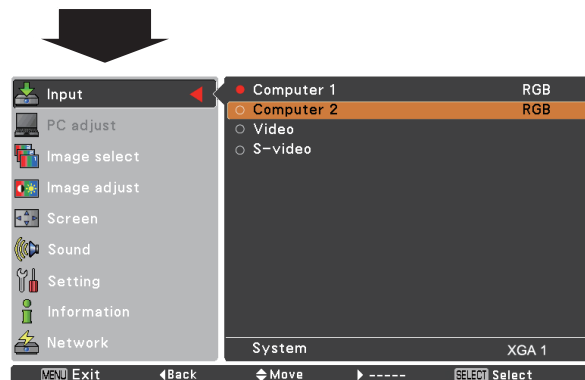 Input
PC adjust
Image select
Image adjust
Screen
Sound
Setting
Information
Network
Computer 1 RGB
Computer 2 RGB
Video
S-video
System XGA 1
MENU Exit Back Move ----- SELECT Select